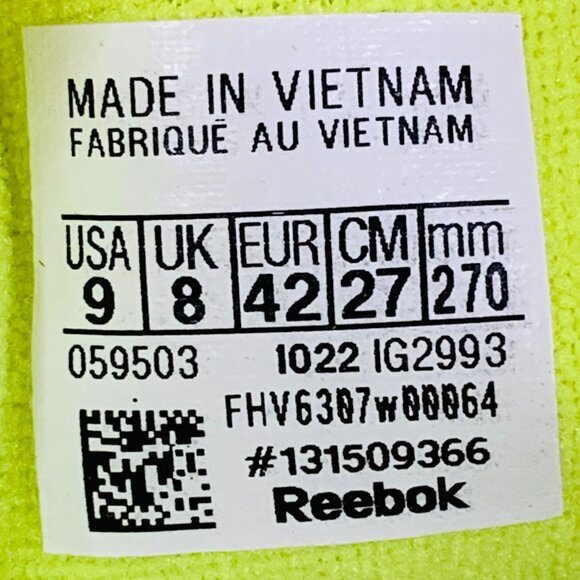 MADE IN VIETNAM
FABRIQUÉ AU VIETNAM
USA UK EUR CM mm
9 8 42 27 270
059503 1022 IG2993
FHV6307w00064
#131509366
Reebok